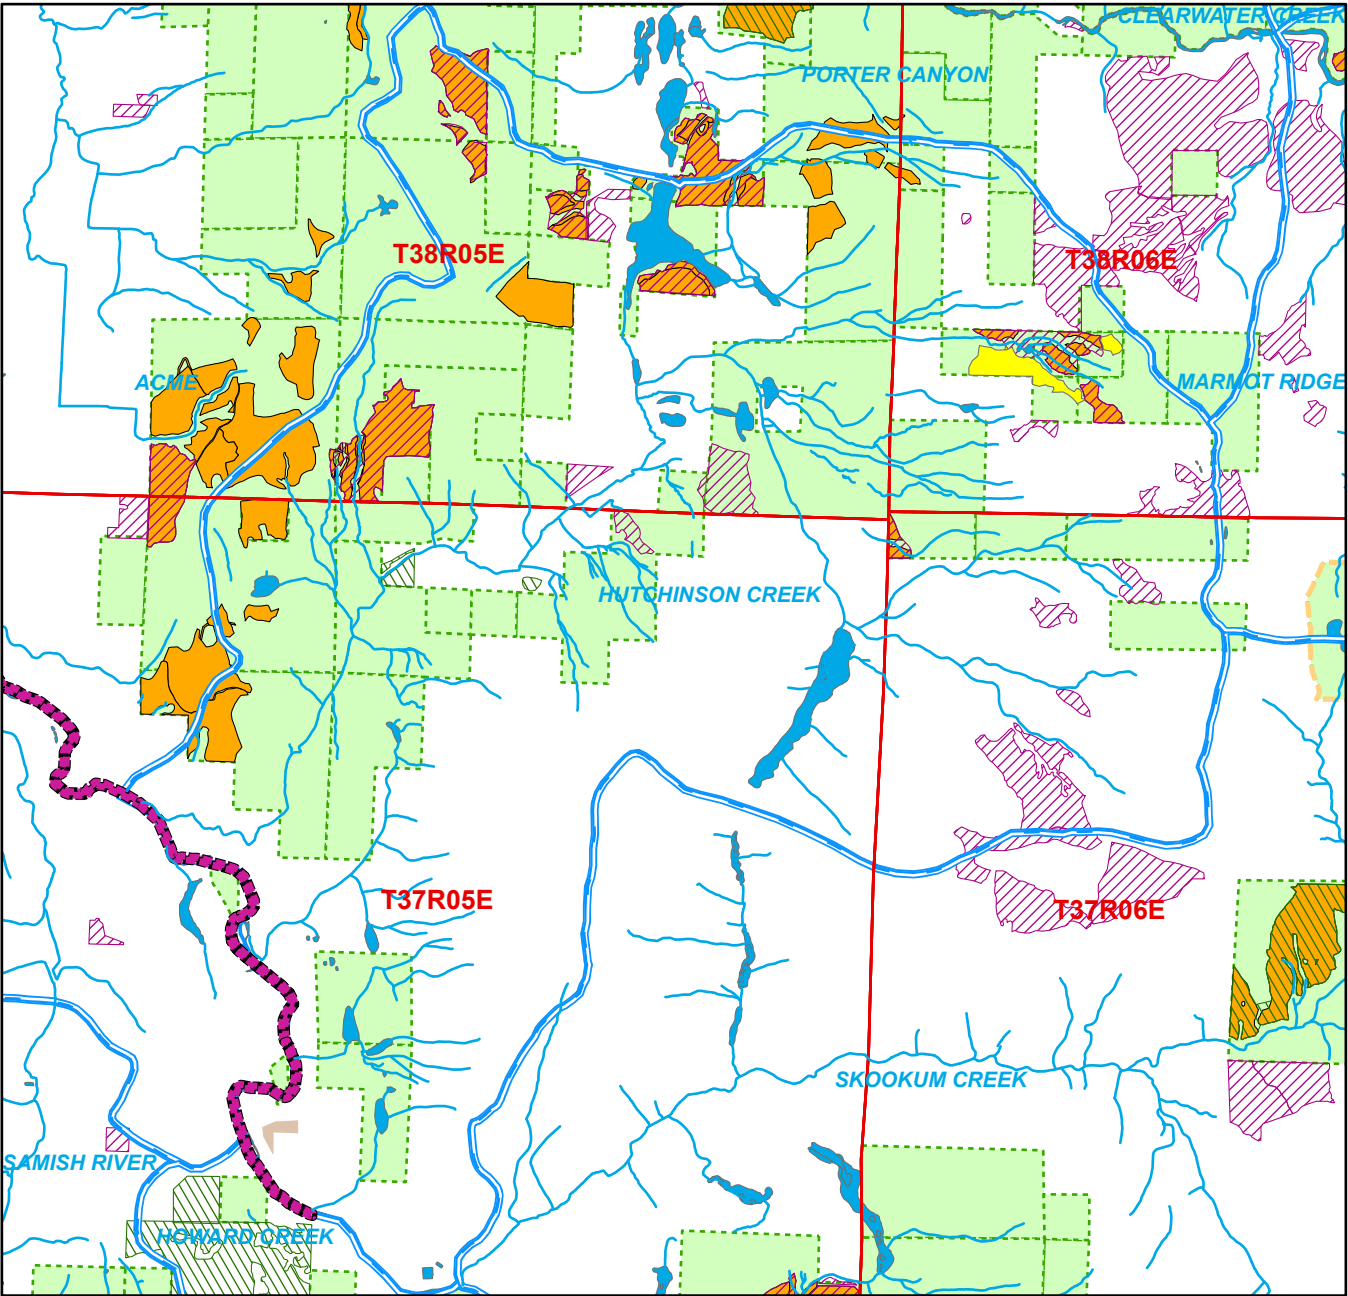 CLEARWATER CREEK
PORTER CANYON
T38R05E
T38R06E
ACME
MARMOT RIDGE
HUTCHINSON CREEK
T37R05E
T37R06E
SKOOKUM CREEK
SAMISH RIVER
HOWARD CREEK